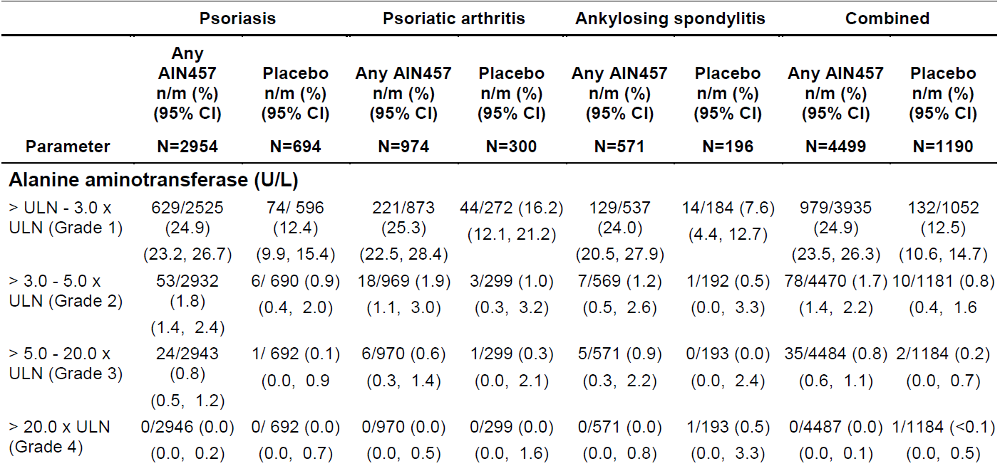 Psoriasis Psoriatic arthritis Ankylosing spondylitis Combined
Any
AIN457 Placebo Any AIN457 Placebo Any AIN457 Placebo Any AIN457 Placebo
n/m (%) n/m (%) n/m (%) n/m (%) n/m (%) n/m (%) n/m (%) n/m (%)
(95% CI) (95% CI) (95% CI) (95% CI) (95% CI) (95% CI) (95% CI) (95% CI)
Parameter N=2954 N=694 N=974 N=300 N=571 N=196 N=4499 N=1190
Alanine aminotransferase (U/L)
> ULN - 3.0 x 629/2525 74/ 596 221/873 44/272 (16.2) 129/537 14/184 (7.6) 979/3935 132/1052
ULN (Grade 1) (24.9) (12.4) (25.3) (12.1, 21.2) (24.0) (4.4, 12.7) (24.9) (12.5)
(23.2, 26.7) (9.9, 15.4) (22.5, 28.4) (20.5, 27.9) (23.5, 26.3) (10.6, 14.7)
> 3.0 - 5.0 x 53/2932 6/ 690 (0.9) 18/969 (1.9) 3/299 (1.0) 7/569 (1.2) 1/192 (0.5) 78/4470 (1.7) 10/1181 (0.8)
ULN (Grade 2) (1.8) (0.4, 2.0) (1.1, 3.0) (0.3, 3.2) (0.5, 2.6) (0.0, 3.3) (1.4, 2.2) (0.4, 1.6
(1.4, 2.4)
> 5.0 - 20.0 x 24/2943 1/ 692 (0.1) 6/970 (0.6) 1/299 (0.3) 5/571 (0.9) 0/193 (0.0) 35/4484 (0.8) 2/1184 (0.2)
ULN (Grade 3) (0.8) (0.0, 0.9 (0.3, 1.4) (0.0, 2.1) (0.3, 2.2) (0.0, 2.4) (0.6, 1.1) (0.0, 0.7)
(0.5, 1.2)
> 20.0 x ULN 0/2946 (0.0) 0/ 692 (0.0) 0/970 (0.0) 0/299 (0.0) 0/571 (0.0) 1/193 (0.5) 0/4487 (0.0) 1/1184 (<0.1)
(Grade 4) (0.0, 0.2) (0.0, 0.7) (0.0, 0.5) (0.0, 1.6) (0.0, 0.8) (0.0, 3.3) (0.0, 0.1) (0.0, 0.5)